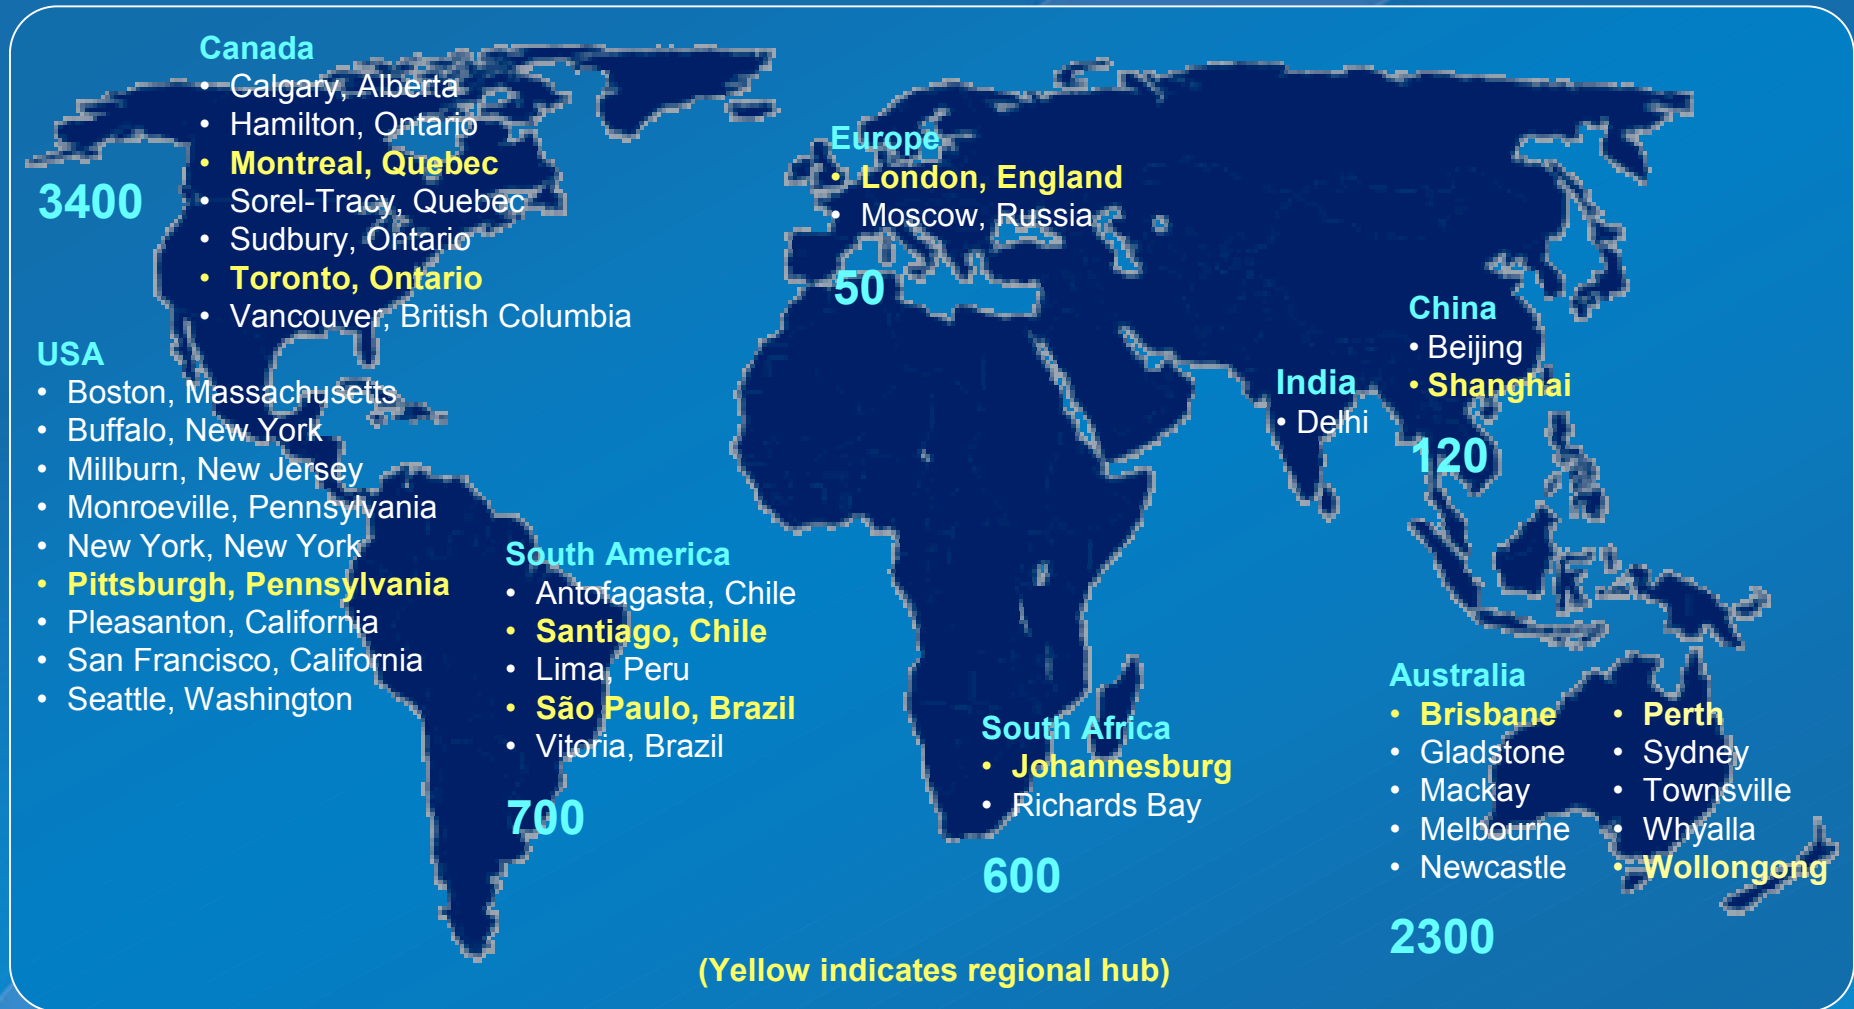 Canada
• Calgary, Alberta
• Hamilton, Ontario
• Montreal, Quebec
• Sorel-Tracy, Quebec
• Sudbury, Ontario
• Toronto, Ontario
• Vancouver, British Columbia
3400
USA
• Boston, Massachusetts
• Buffalo, New York
• Millburn, New Jersey
• Monroeville, Pennsylvania
• New York, New York
• Pittsburgh, Pennsylvania
• Pleasanton, California
• San Francisco, California
• Seattle, Washington
South America
• Antofagasta, Chile
• Santiago, Chile
• Lima, Peru
• São Paulo, Brazil
• Vitoria, Brazil
700
Europe
• London, England
• Moscow, Russia
50
South Africa
• Johannesburg
• Richards Bay
600
India
• Delhi
China
• Beijing
• Shanghai
120
Australia
• Brisbane
• Gladstone
• Mackay
• Melbourne
• Newcastle
• Perth
• Sydney
• Townsville
• Whyalla
• Wollongong
2300
(Yellow indicates regional hub)